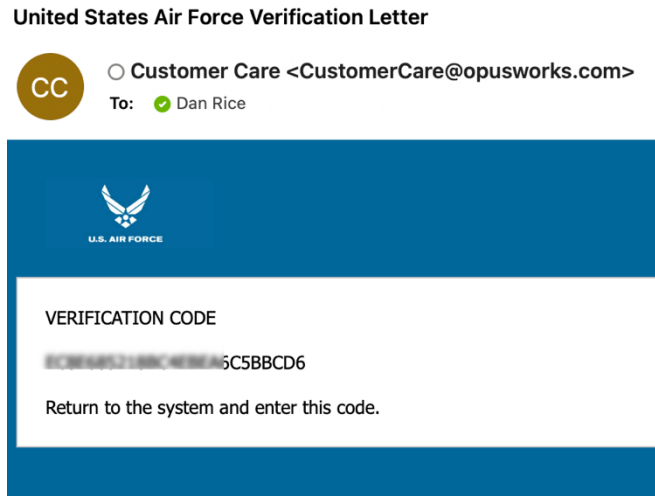 United States Air Force Verification Letter
CC
Customer Care <CustomerCare@opusworks.com>
To: Dan Rice
U.S. AIR FORCE
VERIFICATION CODE
6C5BBCD6
Return to the system and enter this code.